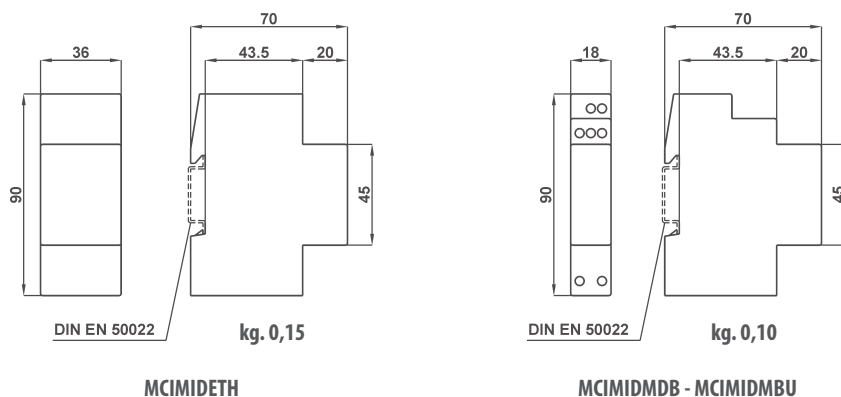 70
36
43.5
20
90
45
DIN EN 50022
kg. 0,15
MCIMIDETH
70
18
43.5
20
90
45
DIN EN 50022
kg. 0,10
MCIMIDMDB - MCIMIDMBU